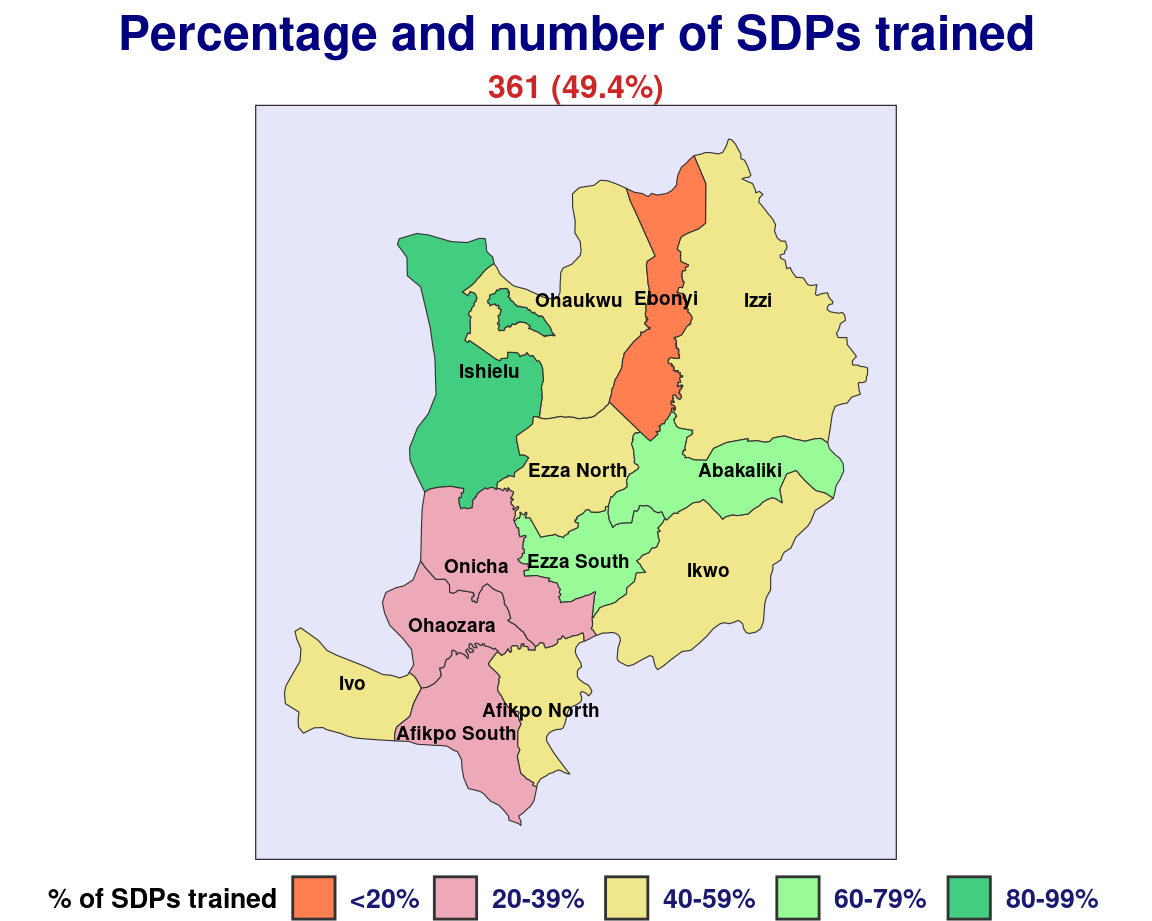 Percentage and number of SDPs trained
361 (49.4%)
Ohaukwu Ebonyi Izzi
Ishielu
Ezza North Abakaliki
Onicha Ezza South Ikwo
Ohaozara
Ivo
Afikpo North
Afikpo South
% of SDPs trained <20% 20-39% 40-59% 60-79% 80-99%